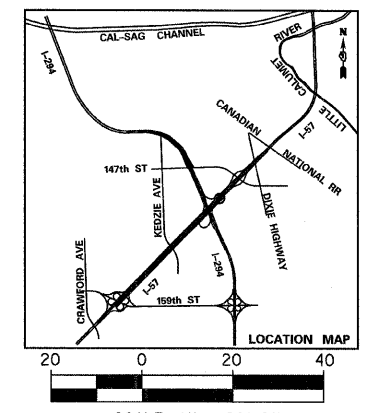 CAL-SAG CHANNEL
RIVER
N
I-294
CALUMET
LITTLE
CANADIAN
I-57
147th ST
NATIONAL RR
KEDZIE AVE
DIXIE HIGHWAY
CRAWFORD AVE
I-294
I-57
159th ST
LOCATION MAP
20 0 20 40